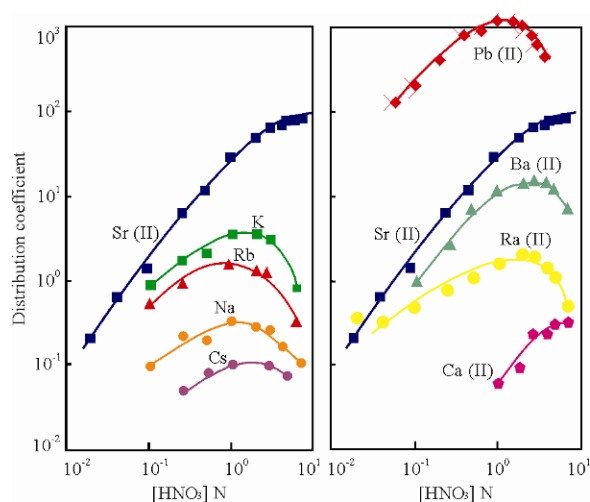 Distribution coefficient
10³
10²
10¹
10⁰
10⁻¹
10⁻²
Sr (II)
K
Rb
Na
Cs
10⁻² 10⁻¹ 10⁰ 10¹
[HNO₃] N
Pb (II)
Ba (II)
Sr (II)
Ra (II)
Ca (II)
10⁻² 10⁻¹ 10⁰ 10¹
[HNO₃] N